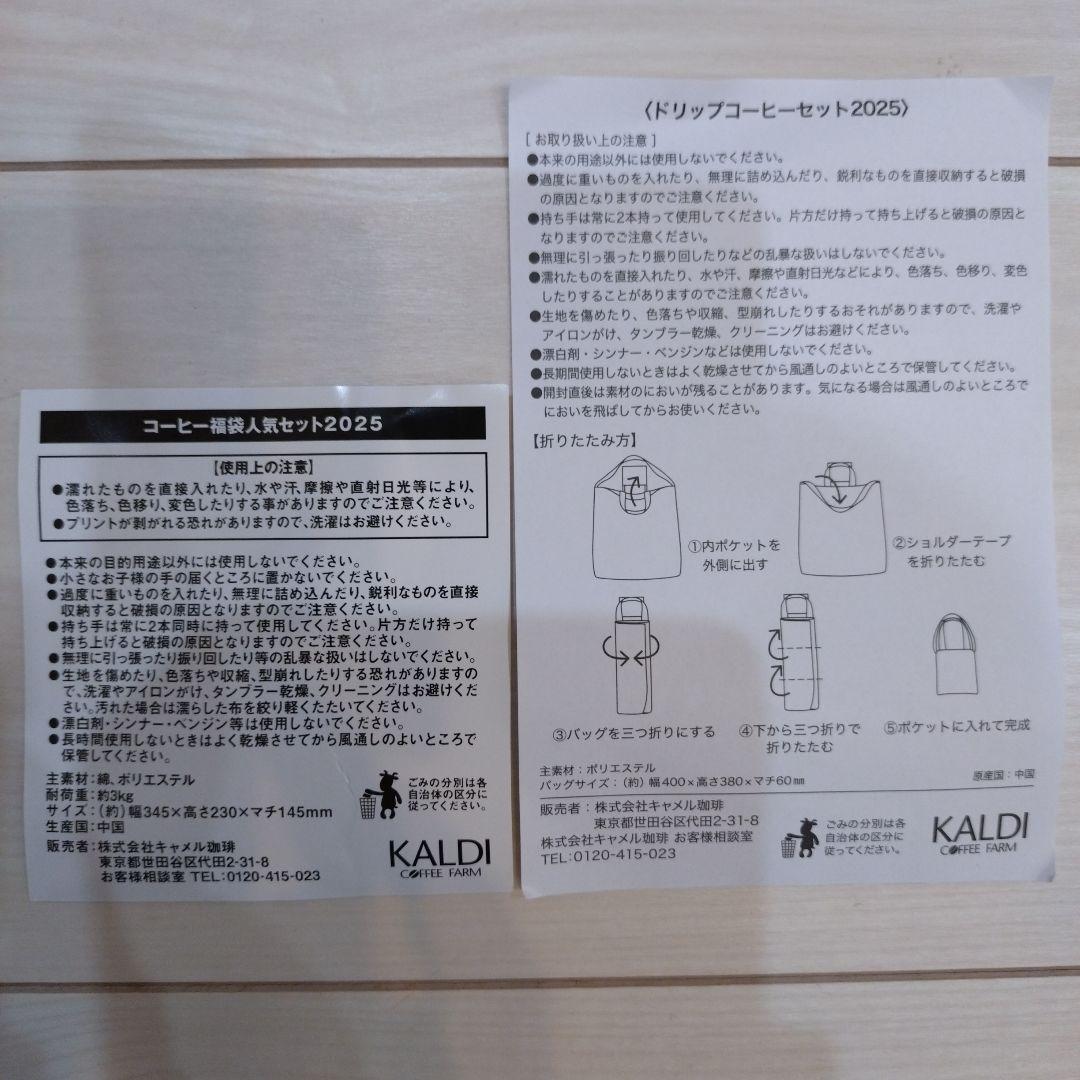 コーヒー福袋人気セット2025
【使用上の注意】
●濡れたものを直接入れたり、水や汗、摩擦や直射日光等により、
色落ち、色移り、変色したりする事がありますのでご注意ください。
●プリントが剥がれる恐れがありますので、洗濯はお避けください。
●本来の目的用途以外には使用しないでください。
●小さなお子様の手の届くところに置かないでください。
●過度に重いものを入れたり、無理に詰め込んだり、鋭利なものを直接
収納すると破損の原因となりますのでご注意ください。
●持ち手は常に2本同時に持って使用してください。片方だけ持って
持ち上げると破損の原因となりますのでご注意ください。
●無理に引っ張ったり振り回したり等の乱暴な扱いはしないでください。
●生地を傷めたり、色落ちや収縮、型崩れしたりする恐れがありますの
で、洗濯やアイロンがけ、タンブラー乾燥、クリーニングはお避けくだ
さい。汚れた場合は濡らした布を絞り軽くたたいてください。
●漂白剤・シンナー・ベンジン等は使用しないでください。
●長時間使用しないときはよく乾燥させてから風通しのよいところで
保管してください。
主素材：綿、ポリエステル
耐荷重：約3kg
サイズ：（約）幅345×高さ230×マチ145mm
生産国：中国
ごみの分別は各
自治体の区分に
従ってください。
販売者：株式会社キャメル珈琲
東京都世田谷区代田2-31-8
お客様相談室 TEL：0120-415-023
KALDI
COFFEE FARM
〈ドリップコーヒーセット2025〉
［ お取り扱い上の注意 ］
●本来の用途以外には使用しないでください。
●過度に重いものを入れたり、無理に詰め込んだり、鋭利なものを直接収納すると破損
の原因となりますのでご注意ください。
●持ち手は常に2本持って使用してください。片方だけ持って持ち上げると破損の原因と
なりますのでご注意ください。
●無理に引っ張ったり振り回したりなどの乱暴な扱いはしないでください。
●濡れたものを直接入れたり、水や汗、摩擦や直射日光などにより、色落ち、色移り、変色
したりすることがありますのでご注意ください。
●生地を傷めたり、色落ちや収縮、型崩れしたりするおそれがありますので、洗濯や
アイロンがけ、タンブラー乾燥、クリーニングはお避けください。
●漂白剤・シンナー・ベンジンなどは使用しないでください。
●長期間使用しないときはよく乾燥させてから風通しのよいところで保管してください。
●開封直後は素材のにおいが残ることがあります。気になる場合は風通しのよいところで
においを飛ばしてからお使いください。
【折りたたみ方】
①内ポケットを
外側に出す
②ショルダーテープ
を折りたたむ
③バッグを三つ折りにする
④下から三つ折りで
折りたたむ
⑤ポケットに入れて完成
主素材：ポリエステル
バッグサイズ：（約）幅400×高さ380×マチ60㎜
原産国：中国
販売者：株式会社キャメル珈琲
東京都世田谷区代田2-31-8
株式会社キャメル珈琲 お客様相談室
TEL：0120-415-023
ごみの分別は各
自治体の区分に
従ってください。
KALDI
COFFEE FARM